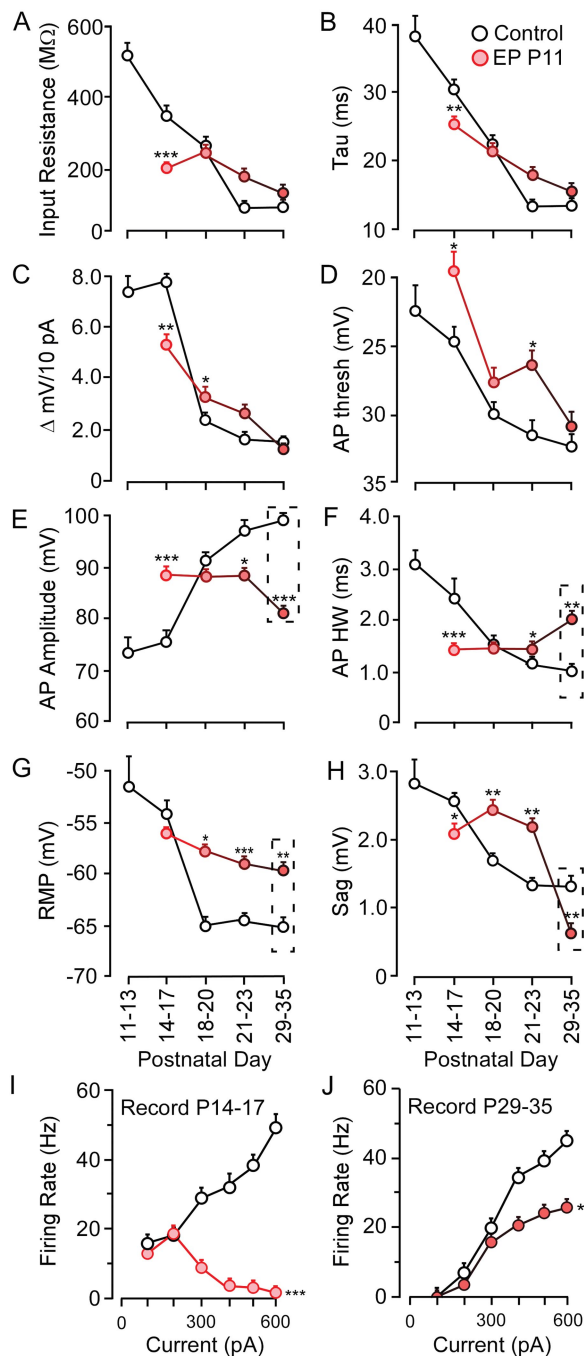 A
Input Resistance (MΩ)
600
400
200
0
***
B
Control
EP P11
Tau (ms)
40
30
20
10
**
C
Δ mV/10 pA
8.0
6.0
4.0
2.0
0
**
*
D
AP thresh (mV)
20
25
30
35
*
*
E
AP Amplitude (mV)
100
90
80
70
60
***
*
***
F
AP HW (ms)
4.0
3.0
2.0
1.0
0
***
*
**
G
RMP (mV)
-50
-55
-60
-65
-70
*
***
**
11-13
14-17
18-20
21-23
29-35
Postnatal Day
H
Sag (mV)
3.0
2.0
1.0
0
*
**
**
**
11-13
14-17
18-20
21-23
29-35
Postnatal Day
I
Record P14-17
Firing Rate (Hz)
60
40
20
0
***
0
300
600
Current (pA)
J
Record P29-35
Firing Rate (Hz)
60
40
20
0
*
0
300
600
Current (pA)